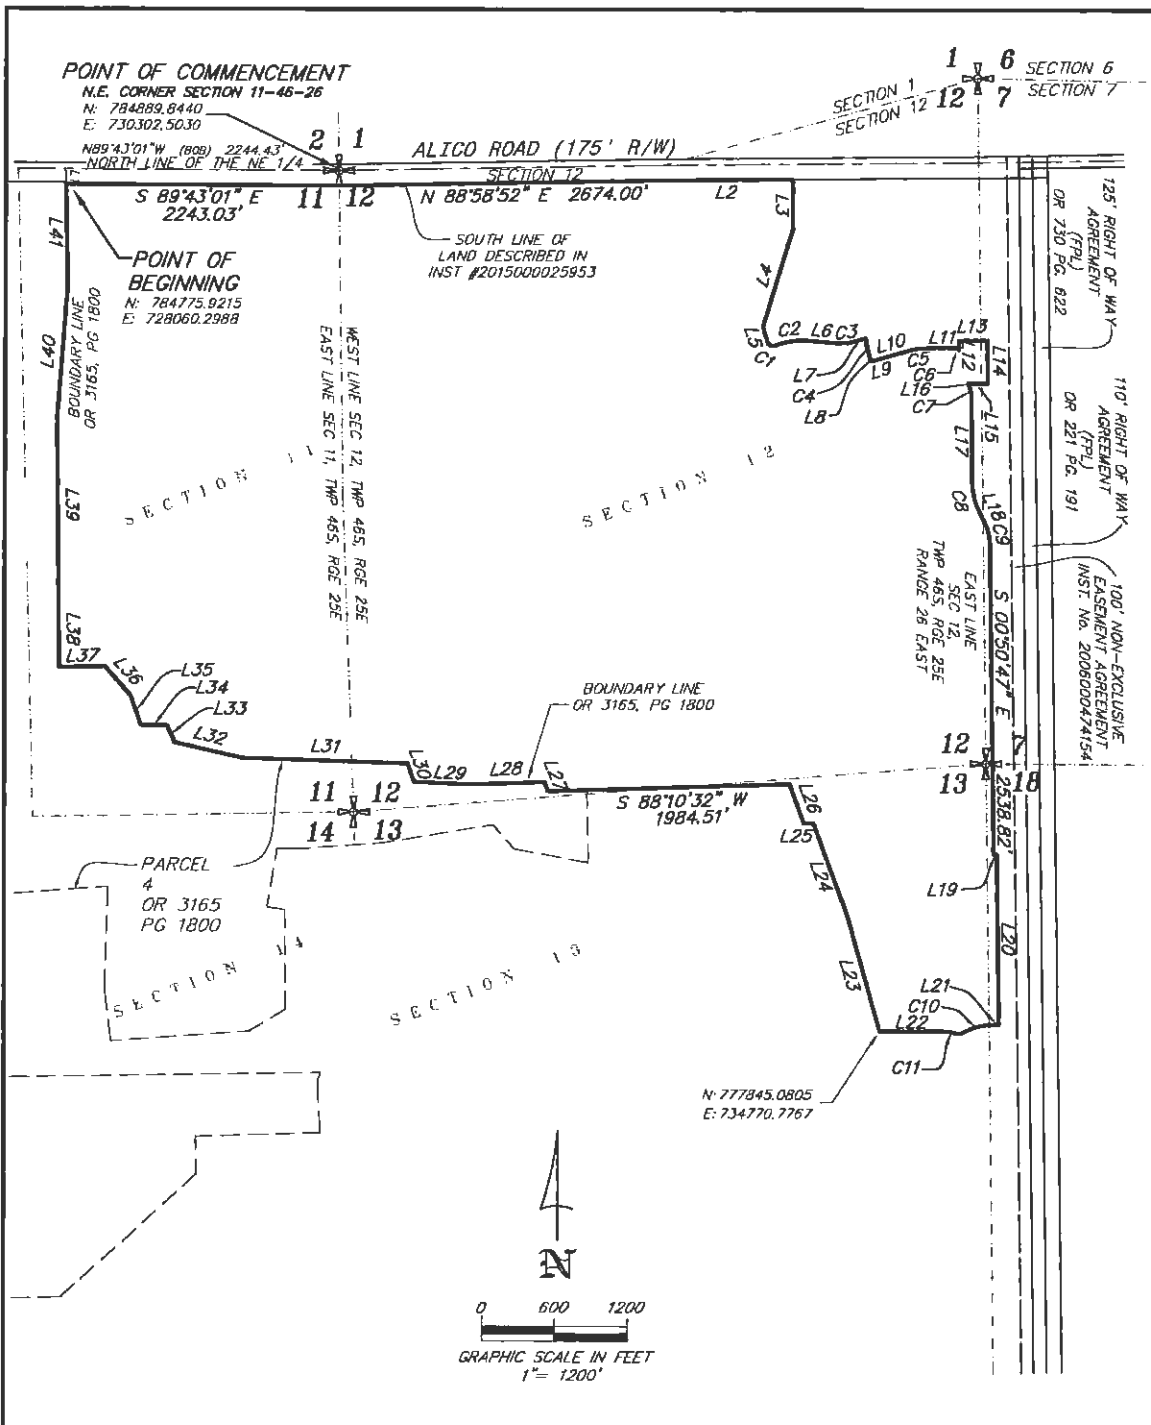 POINT OF COMMENCEMENT
N.E. CORNER SECTION 11-46-26
N: 784889.8440
E: 730302.5030
N89°43'01"W (BOB) 2244.43'
NORTH LINE OF THE NE 1/4
2 1
11 12
ALICO ROAD (175' R/W)
SECTION 12
SECTION 1
SECTION 12
1 6
12 7
SECTION 6
SECTION 7
S 89°43'01" E
2243.03'
N 88°58'52" E 2674.00'
L2
L3
L4
L5
C1
C2
L6
C3
L7
C4
L8
L9
L10
C5
L11
C6
L12
L13
L14
L16
C7
L15
L17
C8
L18
C9
L41
L40
L39
L38
L37
L36
L35
L34
L33
L32
L31
L30
L29
L28
L27
L26
L25
L24
L23
L22
C11
C10
L21
L20
L19
POINT OF
BEGINNING
N: 784775.9215
E: 728060.2988
SOUTH LINE OF
LAND DESCRIBED IN
INST #2015000025953
BOUNDARY LINE
OR 3165, PG 1800
WEST LINE SEC 12, TWP 46S, RGE 25E
EAST LINE SEC 11, TWP 46S, RGE 25E
SECTION 11
SECTION 12
EAST LINE
SEC 12,
TWP 46S, RGE 25E
RANGE 26 EAST
S 00°50'47" E
2538.82'
125' RIGHT OF WAY
AGREEMENT
(FPL)
OR 730 PG. 622
110' RIGHT OF WAY
AGREEMENT
(FPL)
OR 221 PG. 191
100' NON-EXCLUSIVE
EASEMENT AGREEMENT
INST. No. 2006000474154
BOUNDARY LINE
OR 3165, PG 1800
12 7
13 18
11 12
14 13
S 88°10'32" W
1984.51'
PARCEL
4
OR 3165
PG 1800
SECTION 14
SECTION 13
N: 777845.0805
E: 734770.7767
N
0 600 1200
GRAPHIC SCALE IN FEET
1"= 1200'